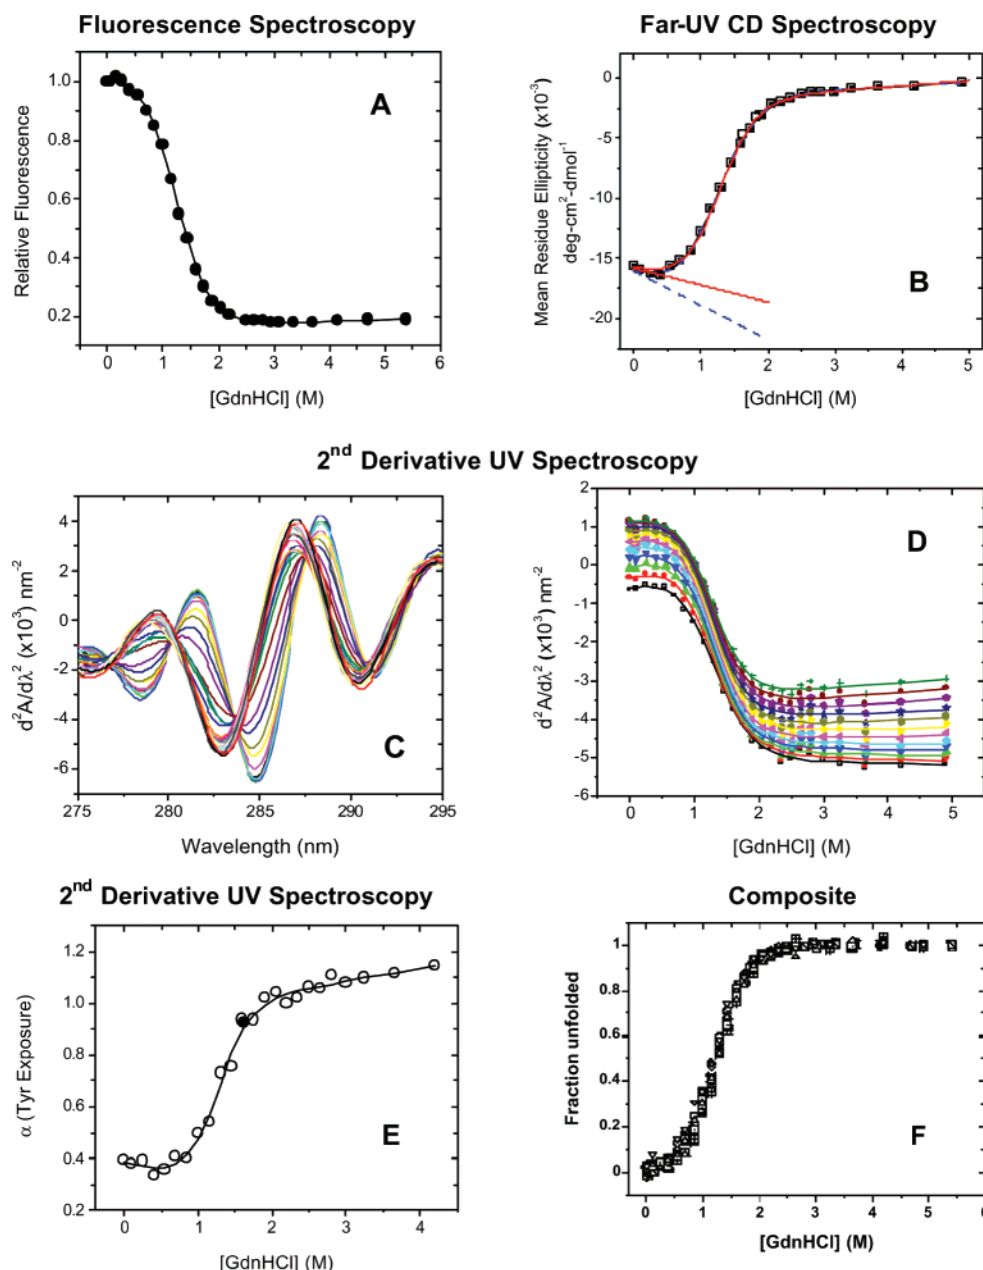 Fluorescence Spectroscopy
A
Relative Fluorescence
1.0
0.8
0.6
0.4
0.2
0 1 2 3 4 5 6
[GdnHCl] (M)
Far-UV CD Spectroscopy
B
Mean Residue Ellipticity (x10⁻³)
deg-cm²-dmol⁻¹
0
-5
-10
-15
-20
0 1 2 3 4 5
[GdnHCl] (M)
2nd Derivative UV Spectroscopy
C
d²A/dλ² (x10³) nm⁻²
4
2
0
-2
-4
-6
275 280 285 290 295
Wavelength (nm)
D
d²A/dλ² (x10³) nm⁻²
2
1
0
-1
-2
-3
-4
-5
-6
0 1 2 3 4 5
[GdnHCl] (M)
2nd Derivative UV Spectroscopy
E
α (Tyr Exposure)
1.2
1.0
0.8
0.6
0.4
0.2
0 1 2 3 4
[GdnHCl] (M)
Composite
F
Fraction unfolded
1
0.8
0.6
0.4
0.2
0
0 1 2 3 4 5 6
[GdnHCl] (M)